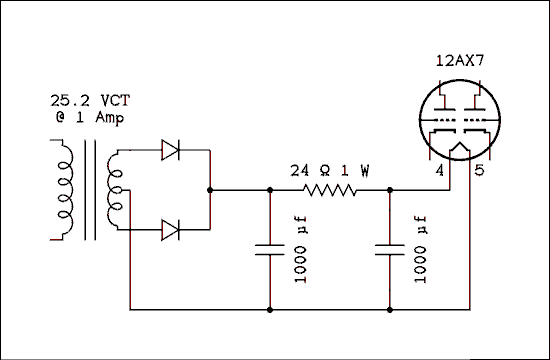 12AX7
25.2 VCT
@ 1 Amp
24 Ω 1 W
4
5
1000 µf
1000 µf